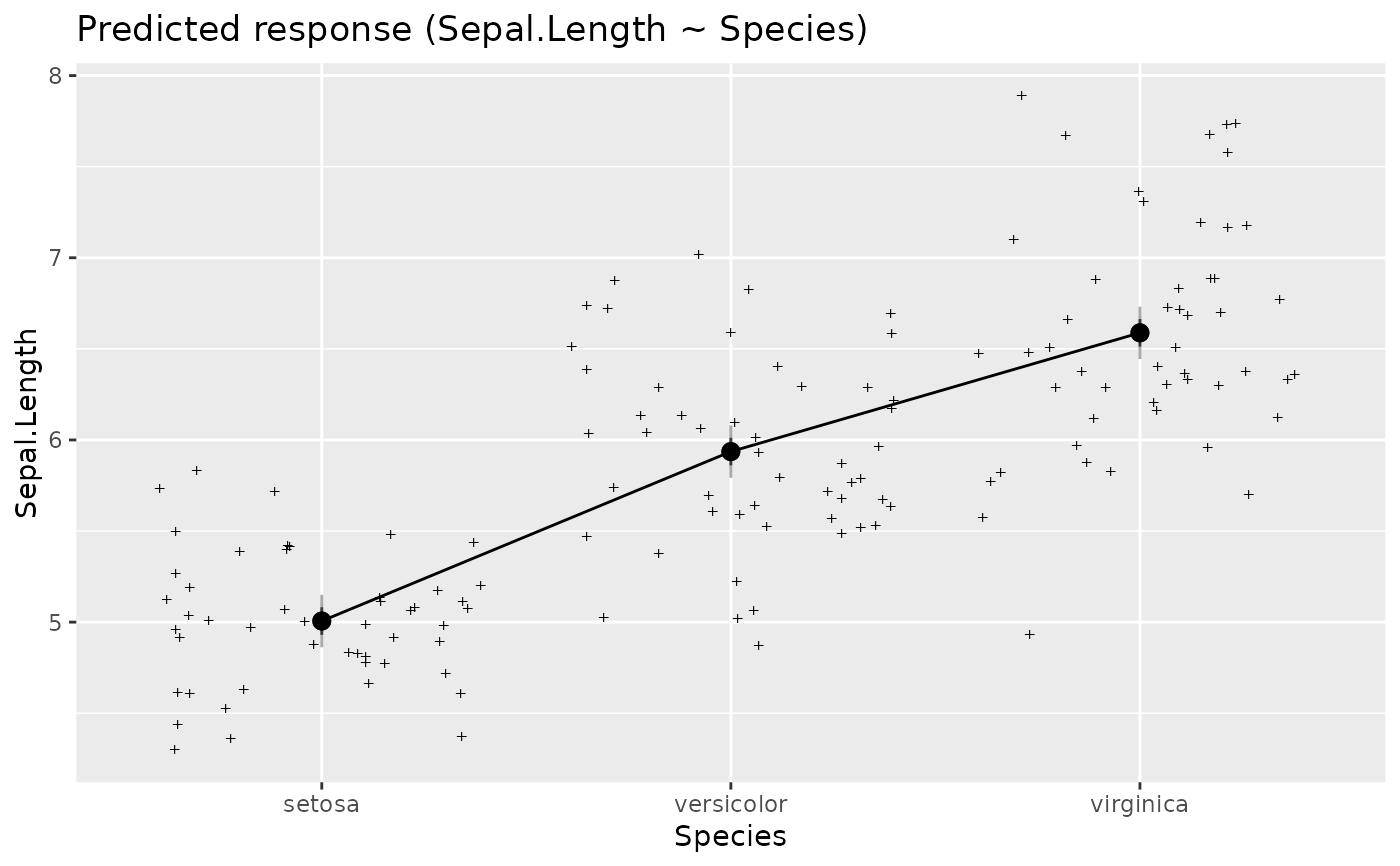 Predicted response (Sepal.Length ~ Species)
8
7
6
5
Sepal.Length
setosa versicolor virginica
Species